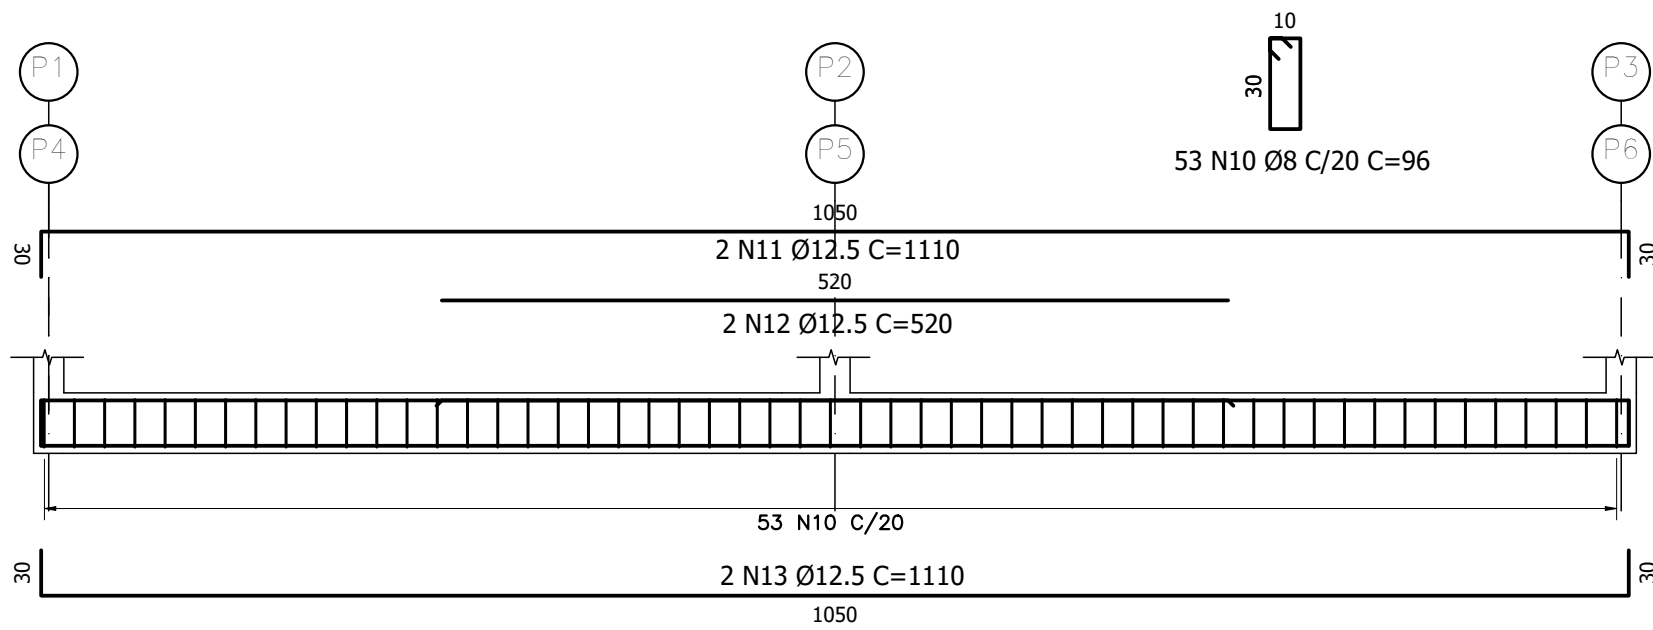 10
P1
P2
P3
30
P4
P5
P6
53 N10 Ø8 C/20 C=96
1050
30
2 N11 Ø12.5 C=1110
30
520
2 N12 Ø12.5 C=520
53 N10 C/20
30
2 N13 Ø12.5 C=1110
30
1050